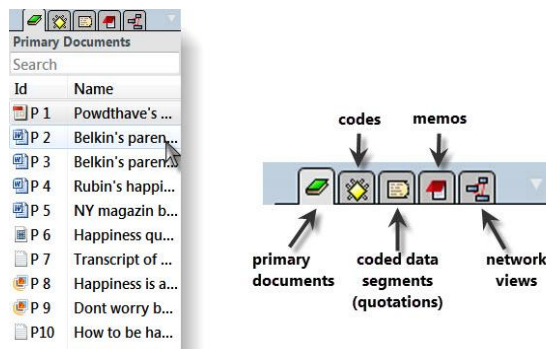 Primary Documents
Search
Id Name
P 1 Powdthave's ...
P 2 Belkin's paren...
P 3 Belkin's paren...
P 4 Rubin's happi...
P 5 NY magazin b...
P 6 Happiness qu...
P 7 Transcript of ...
P 8 Happiness is a...
P 9 Dont worry b...
P10 How to be ha...
codes memos
primary documents
coded data segments (quotations)
network views